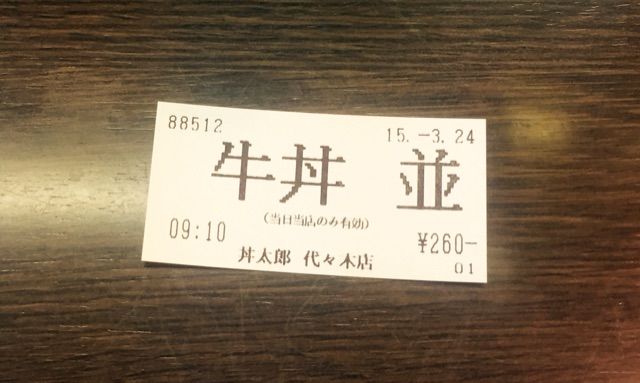 88512 15.-3.24
牛丼 並
(当日当店のみ有効)
09:10 ¥260-
丼太郎 代々木店 01